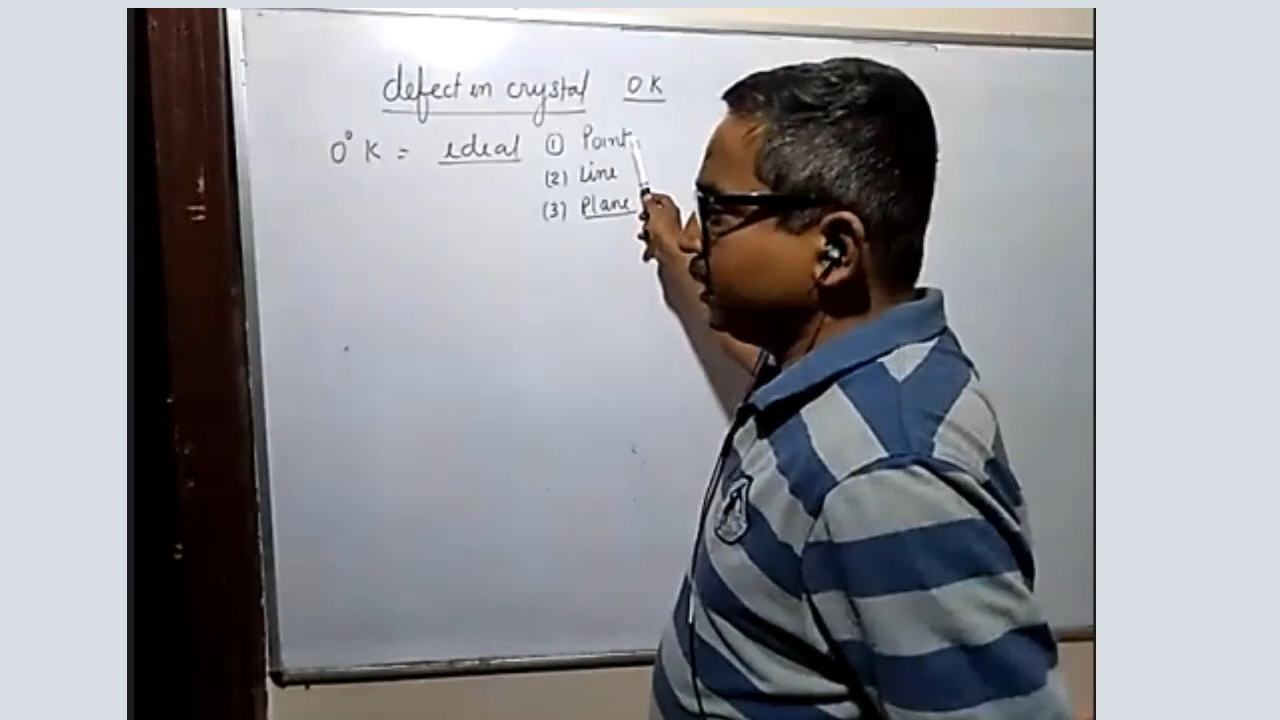 defect in crystal 0 K
0° K = ideal ① Point
(2) Line
(3) Plane